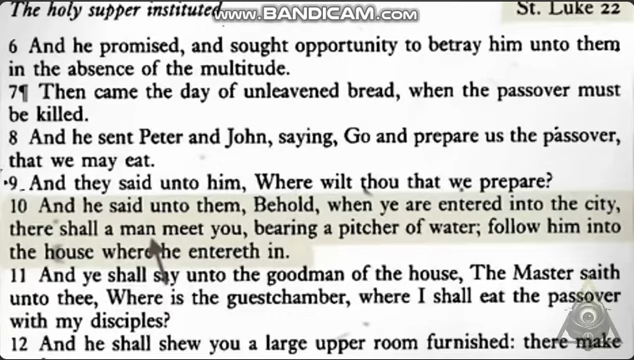 The holy supper instituted
www.BANDICAM.com
St. Luke 22
6 And he promised, and sought opportunity to betray him unto them
in the absence of the multitude.
7¶ Then came the day of unleavened bread, when the passover must
be killed.
8 And he sent Peter and John, saying, Go and prepare us the passover,
that we may eat.
9 And they said unto him, Where wilt thou that we prepare?
10 And he said unto them, Behold, when ye are entered into the city,
there shall a man meet you, bearing a pitcher of water; follow him into
the house where he entereth in.
11 And ye shall say unto the goodman of the house, The Master saith
unto thee, Where is the guestchamber, where I shall eat the passover
with my disciples?
12 And he shall shew you a large upper room furnished: there make